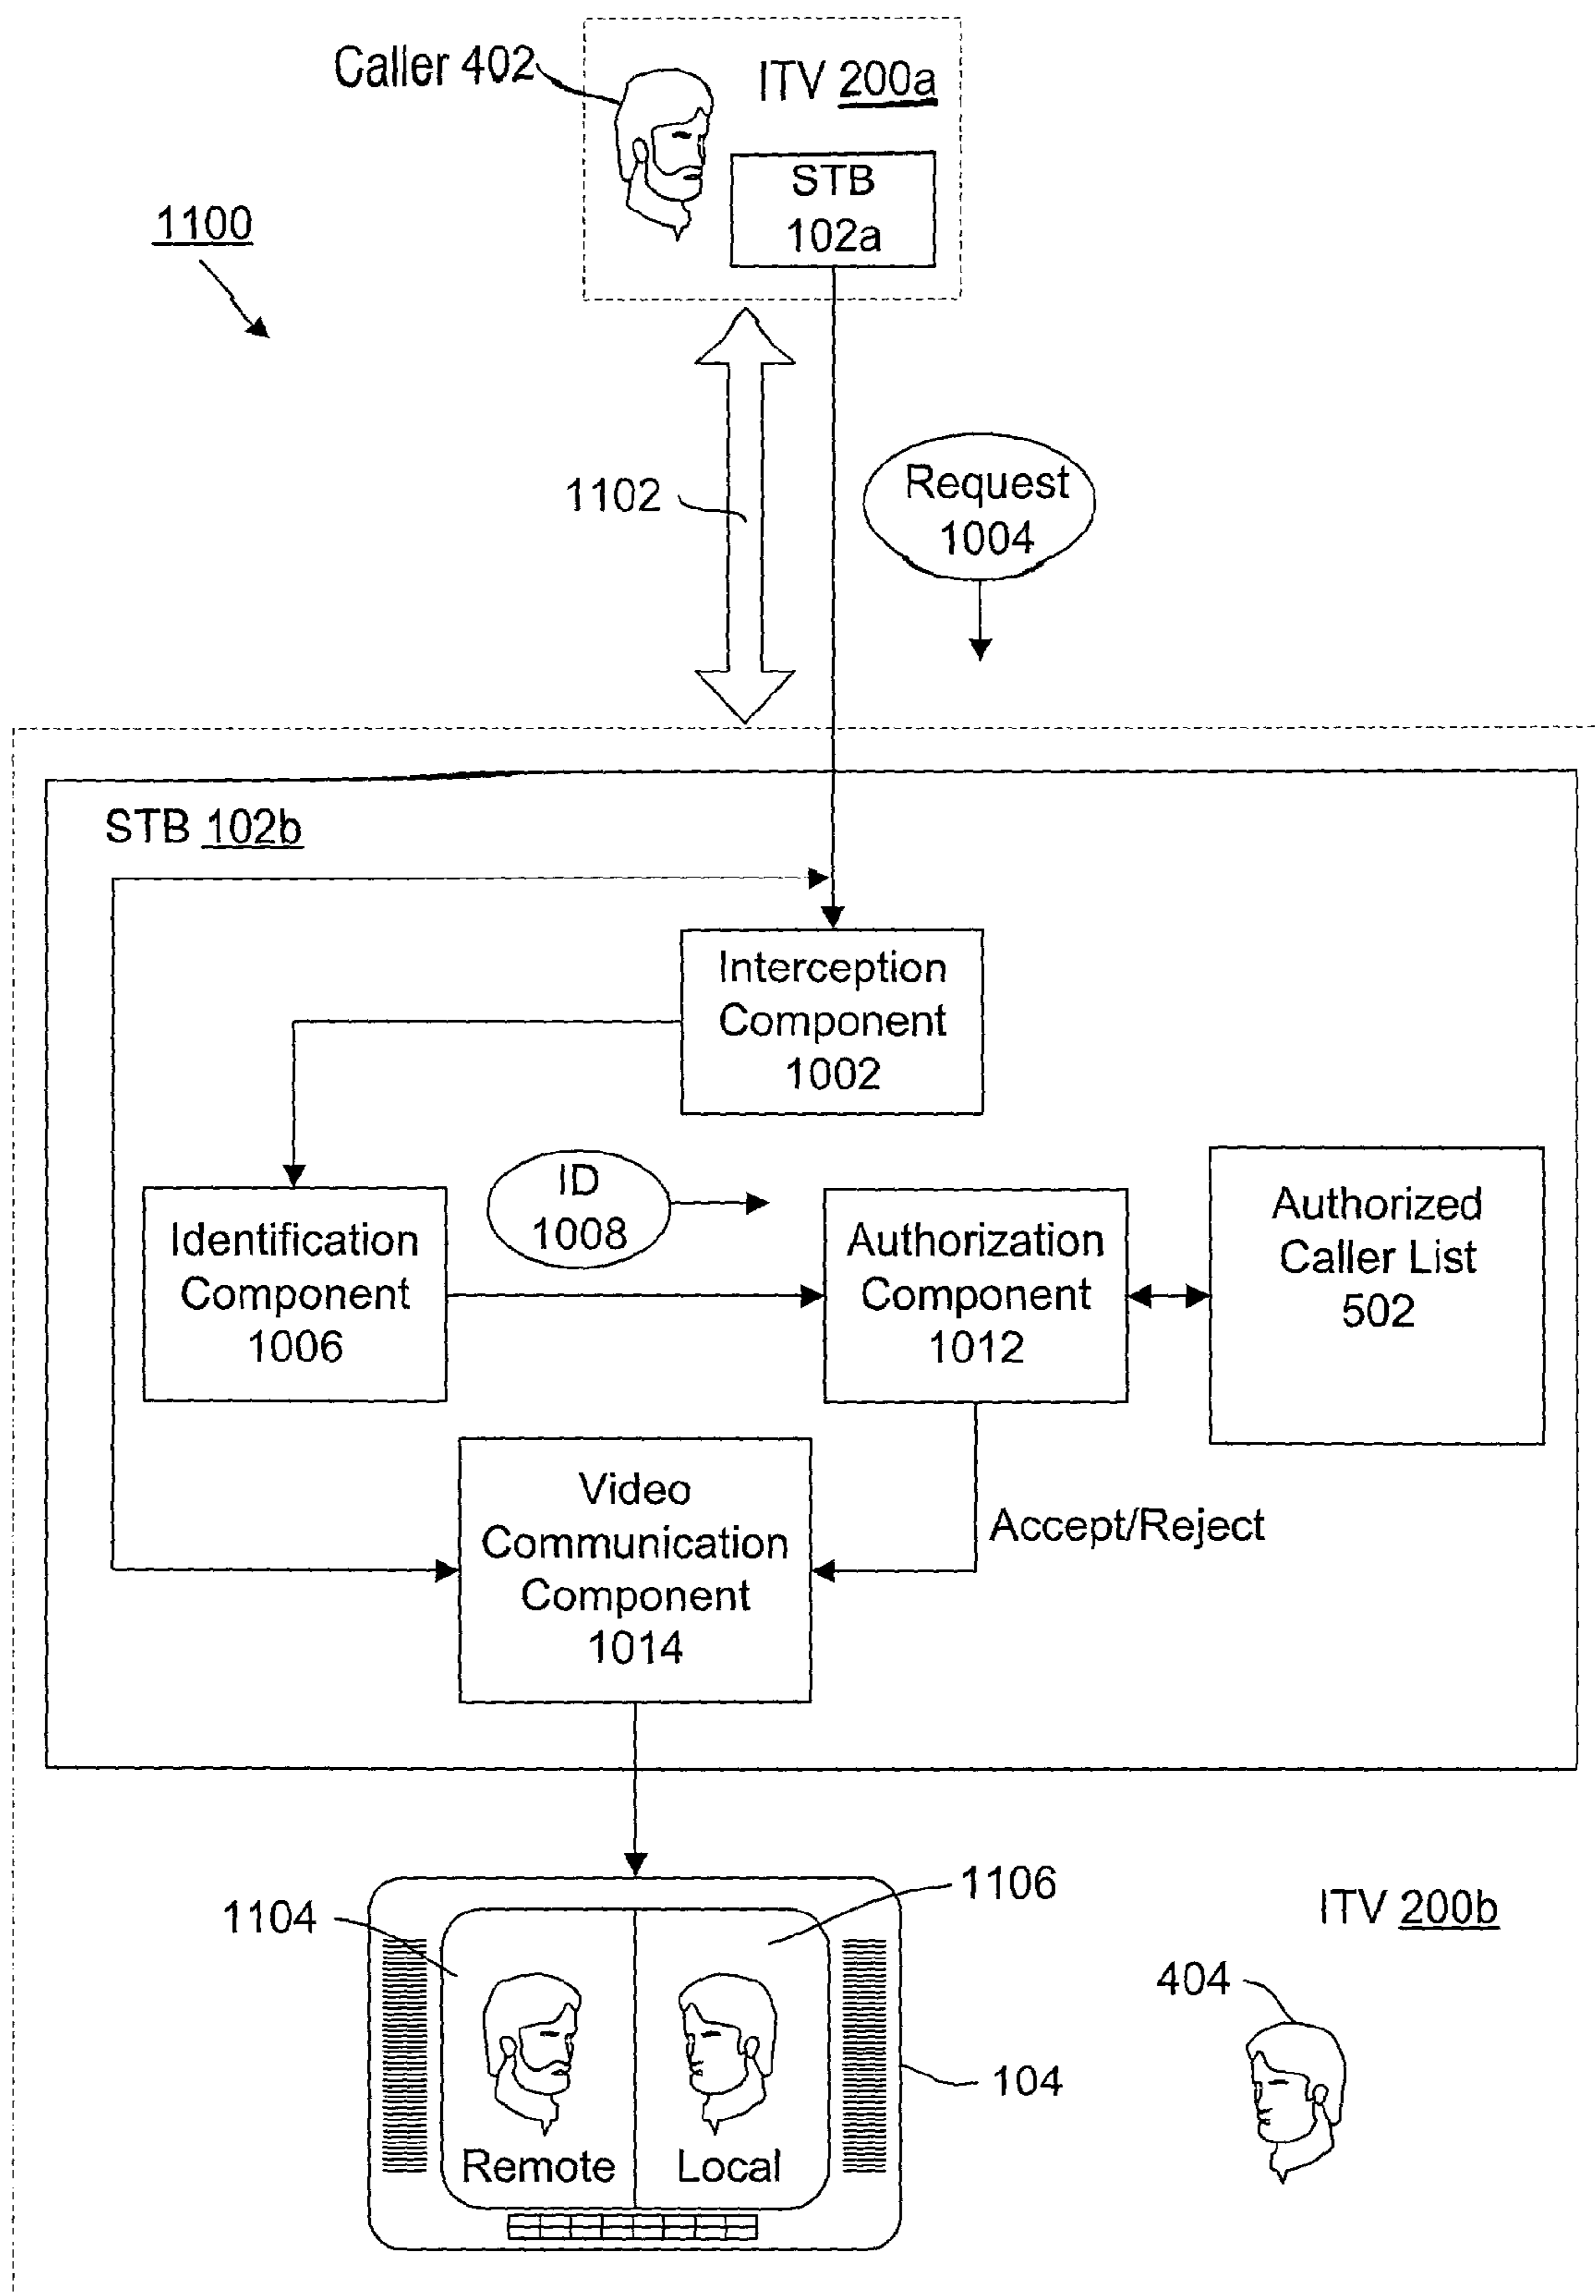 Caller 402
ITV 200a
STB
102a
1100
1102
Request
1004
STB 102b
Interception
Component
1002
ID
1008
Identification
Component
1006
Authorization
Component
1012
Authorized
Caller List
502
Video
Communication
Component
1014
Accept/Reject
1104
1106
ITV 200b
404
104
Remote
Local